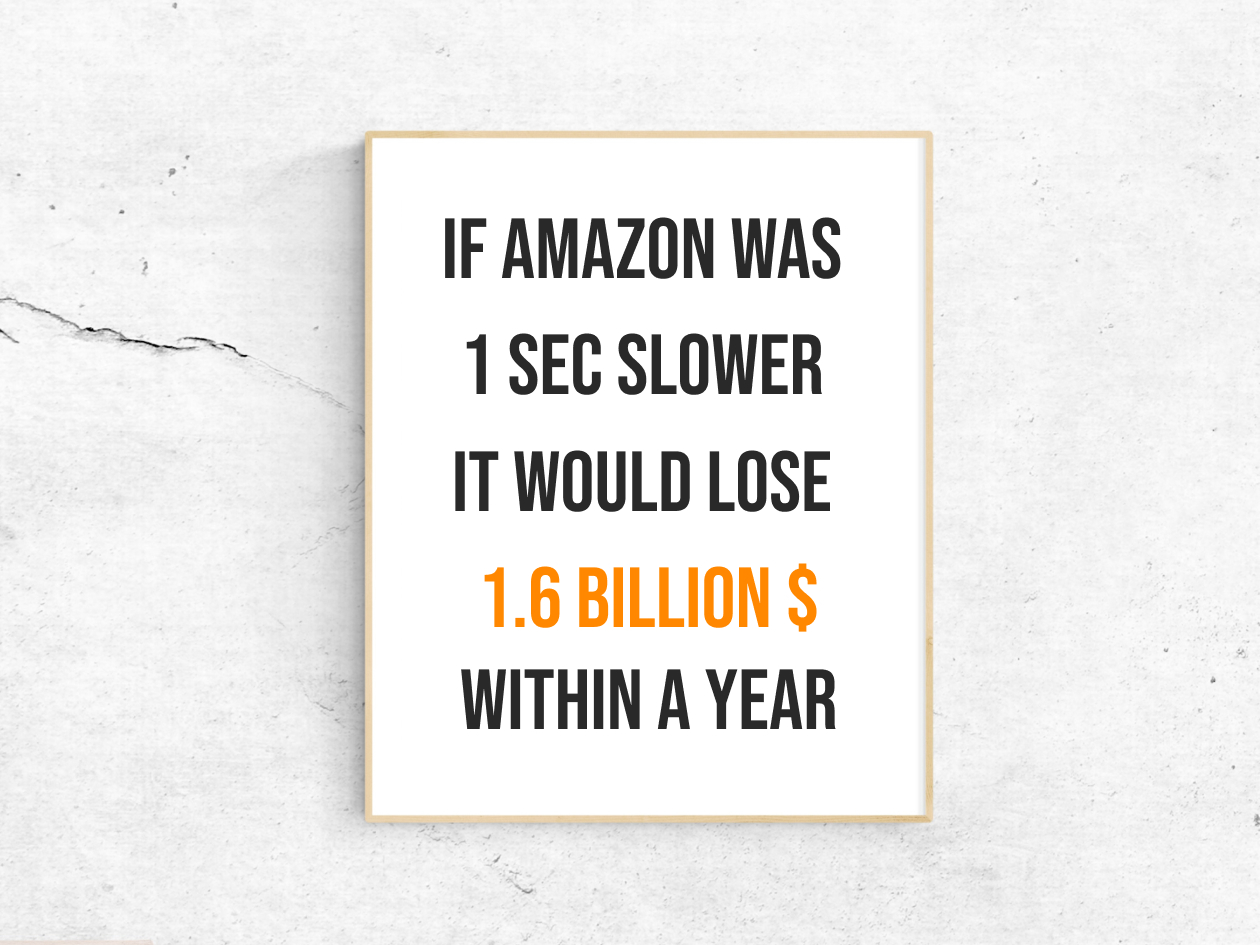 IF AMAZON WAS
1 SEC SLOWER
IT WOULD LOSE
1.6 BILLION $
WITHIN A YEAR